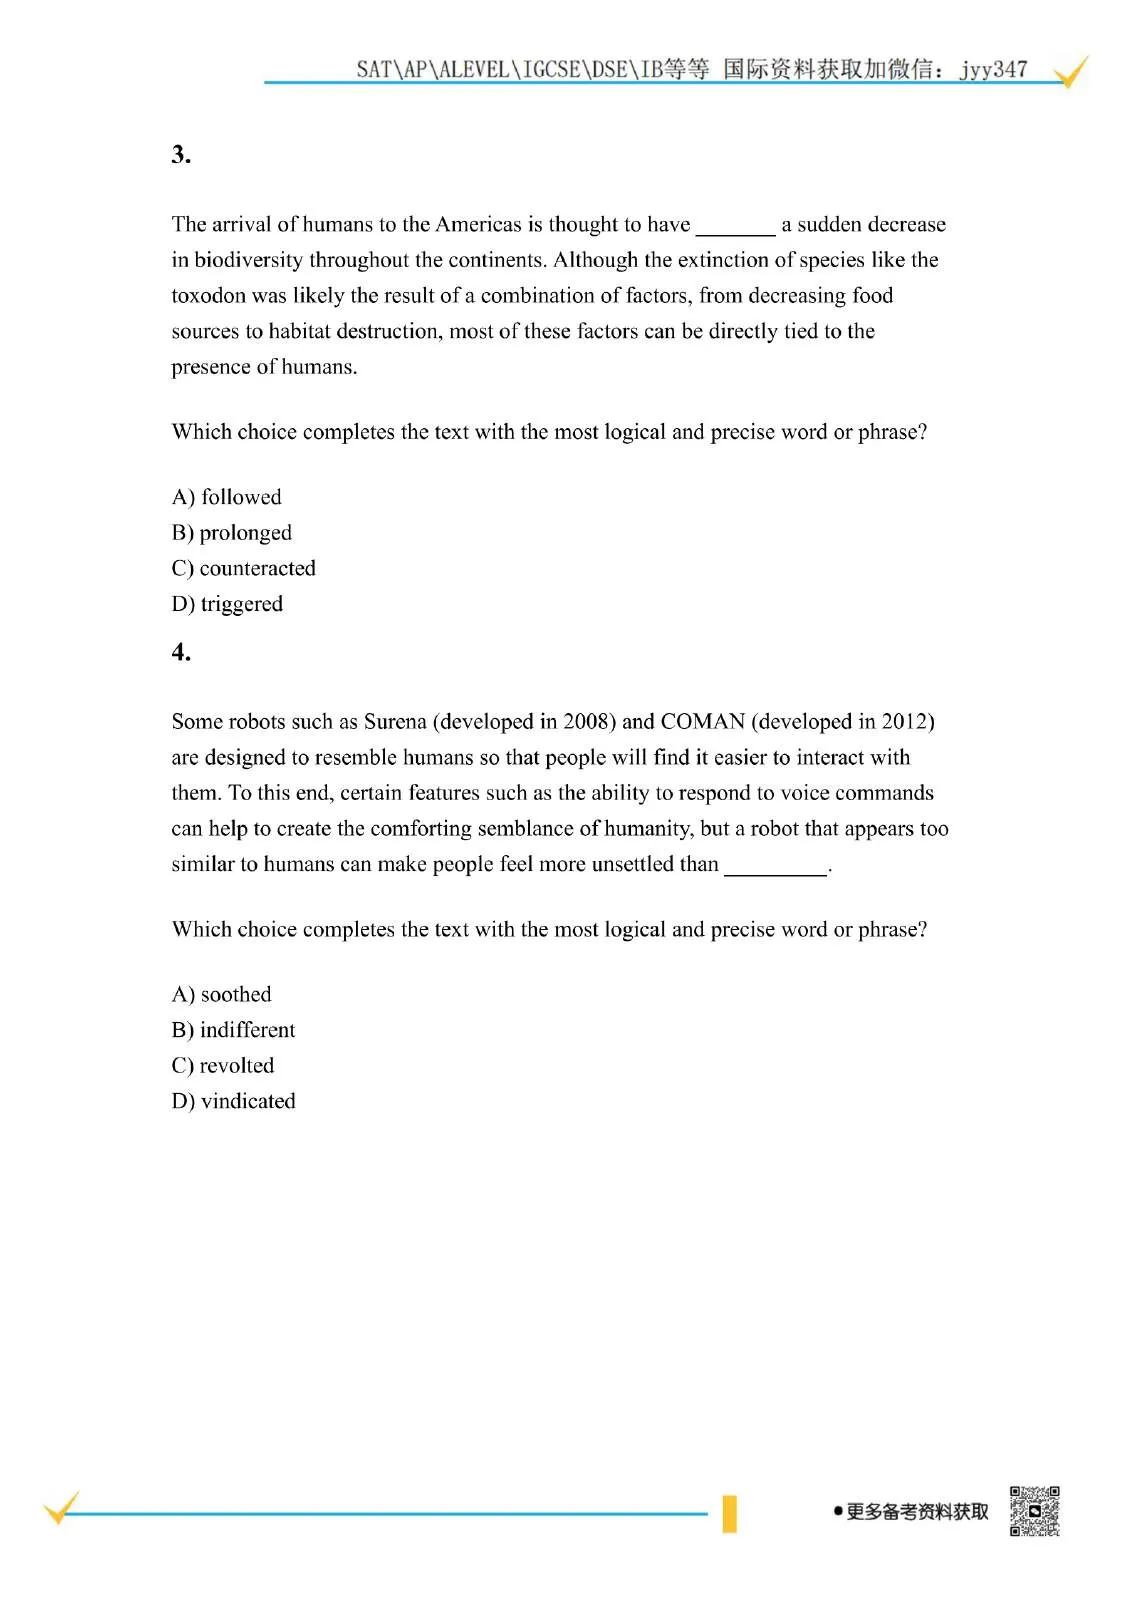 SAT\AP\ALEVEL\IGCSE\DSE\IB等等 国际资料获取加微信：jyy347
3.
The arrival of humans to the Americas is thought to have _______ a sudden decrease
in biodiversity throughout the continents. Although the extinction of species like the
toxodon was likely the result of a combination of factors, from decreasing food
sources to habitat destruction, most of these factors can be directly tied to the
presence of humans.
Which choice completes the text with the most logical and precise word or phrase?
A) followed
B) prolonged
C) counteracted
D) triggered
4.
Some robots such as Surena (developed in 2008) and COMAN (developed in 2012)
are designed to resemble humans so that people will find it easier to interact with
them. To this end, certain features such as the ability to respond to voice commands
can help to create the comforting semblance of humanity, but a robot that appears too
similar to humans can make people feel more unsettled than _________.
Which choice completes the text with the most logical and precise word or phrase?
A) soothed
B) indifferent
C) revolted
D) vindicated
●更多备考资料获取